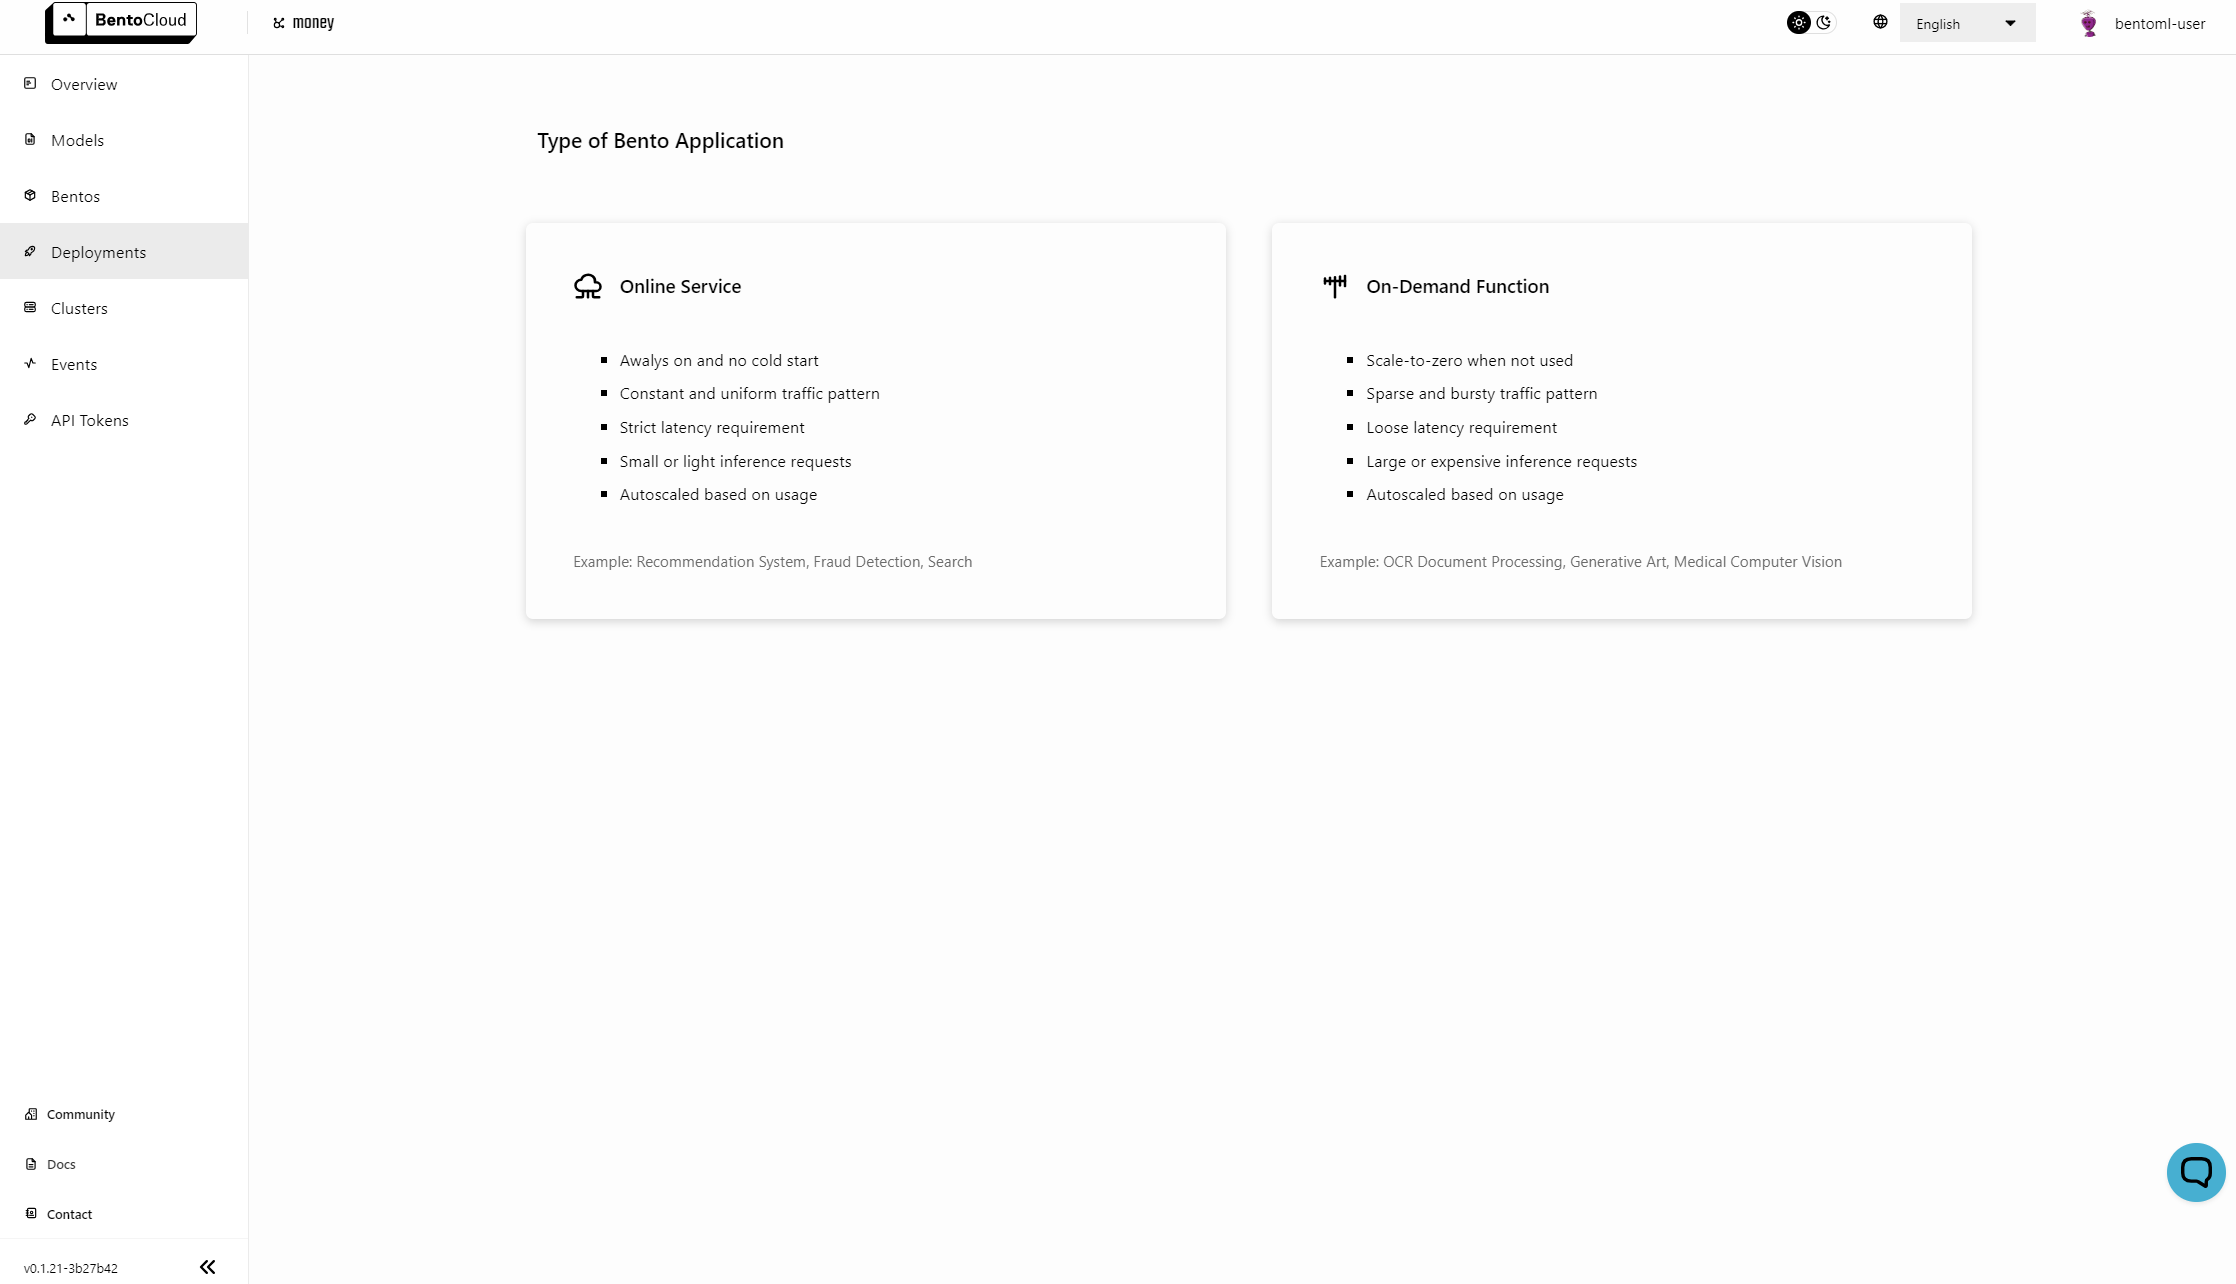 BentoCloud
money
English
bentoml-user
Overview
Models
Bentos
Deployments
Clusters
Events
API Tokens
Type of Bento Application
Online Service
Awalys on and no cold start
Constant and uniform traffic pattern
Strict latency requirement
Small or light inference requests
Autoscaled based on usage
Example: Recommendation System, Fraud Detection, Search
On-Demand Function
Scale-to-zero when not used
Sparse and bursty traffic pattern
Loose latency requirement
Large or expensive inference requests
Autoscaled based on usage
Example: OCR Document Processing, Generative Art, Medical Computer Vision
Community
Docs
Contact
v0.1.21-3b27b42